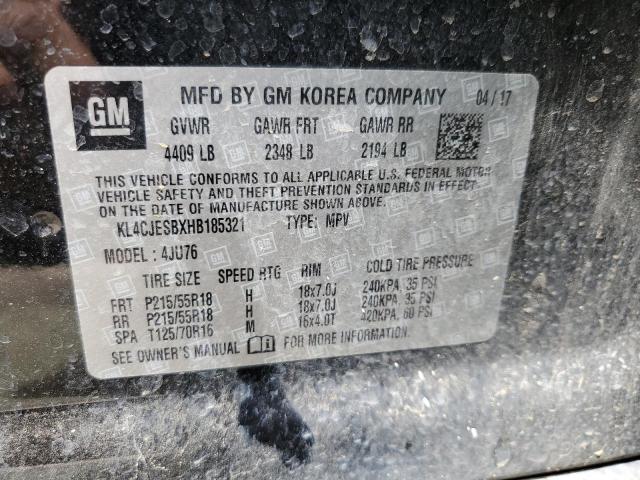 GM MFD BY GM KOREA COMPANY 04/17
GVWR GAWR FRT GAWR RR
4409 LB 2348 LB 2194 LB
THIS VEHICLE CONFORMS TO ALL APPLICABLE U.S. FEDERAL MOTOR
VEHICLE SAFETY AND THEFT PREVENTION STANDARDS IN EFFECT
ON THE DATE OF MANUFACTURE SHOWN ABOVE.
KL4CJESBXHB185321 TYPE: MPV
MODEL: 4JU76
TIRE SIZE SPEED RTG RIM COLD TIRE PRESSURE
FRT P215/55R18 H 18x7.0J 240KPA, 35 PSI
RR P215/55R18 H 18x7.0J 240KPA, 35 PSI
SPA T125/70R16 M 16x4.0T 420KPA, 60 PSI
SEE OWNER'S MANUAL FOR MORE INFORMATION.